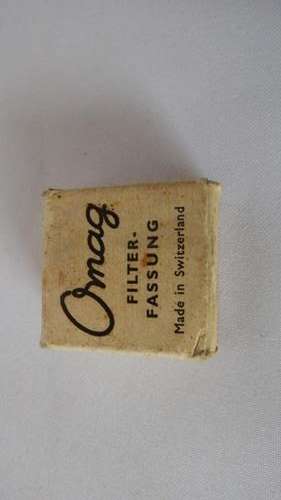 Omag
FILTER-
FASSUNG
Made in Switzerland